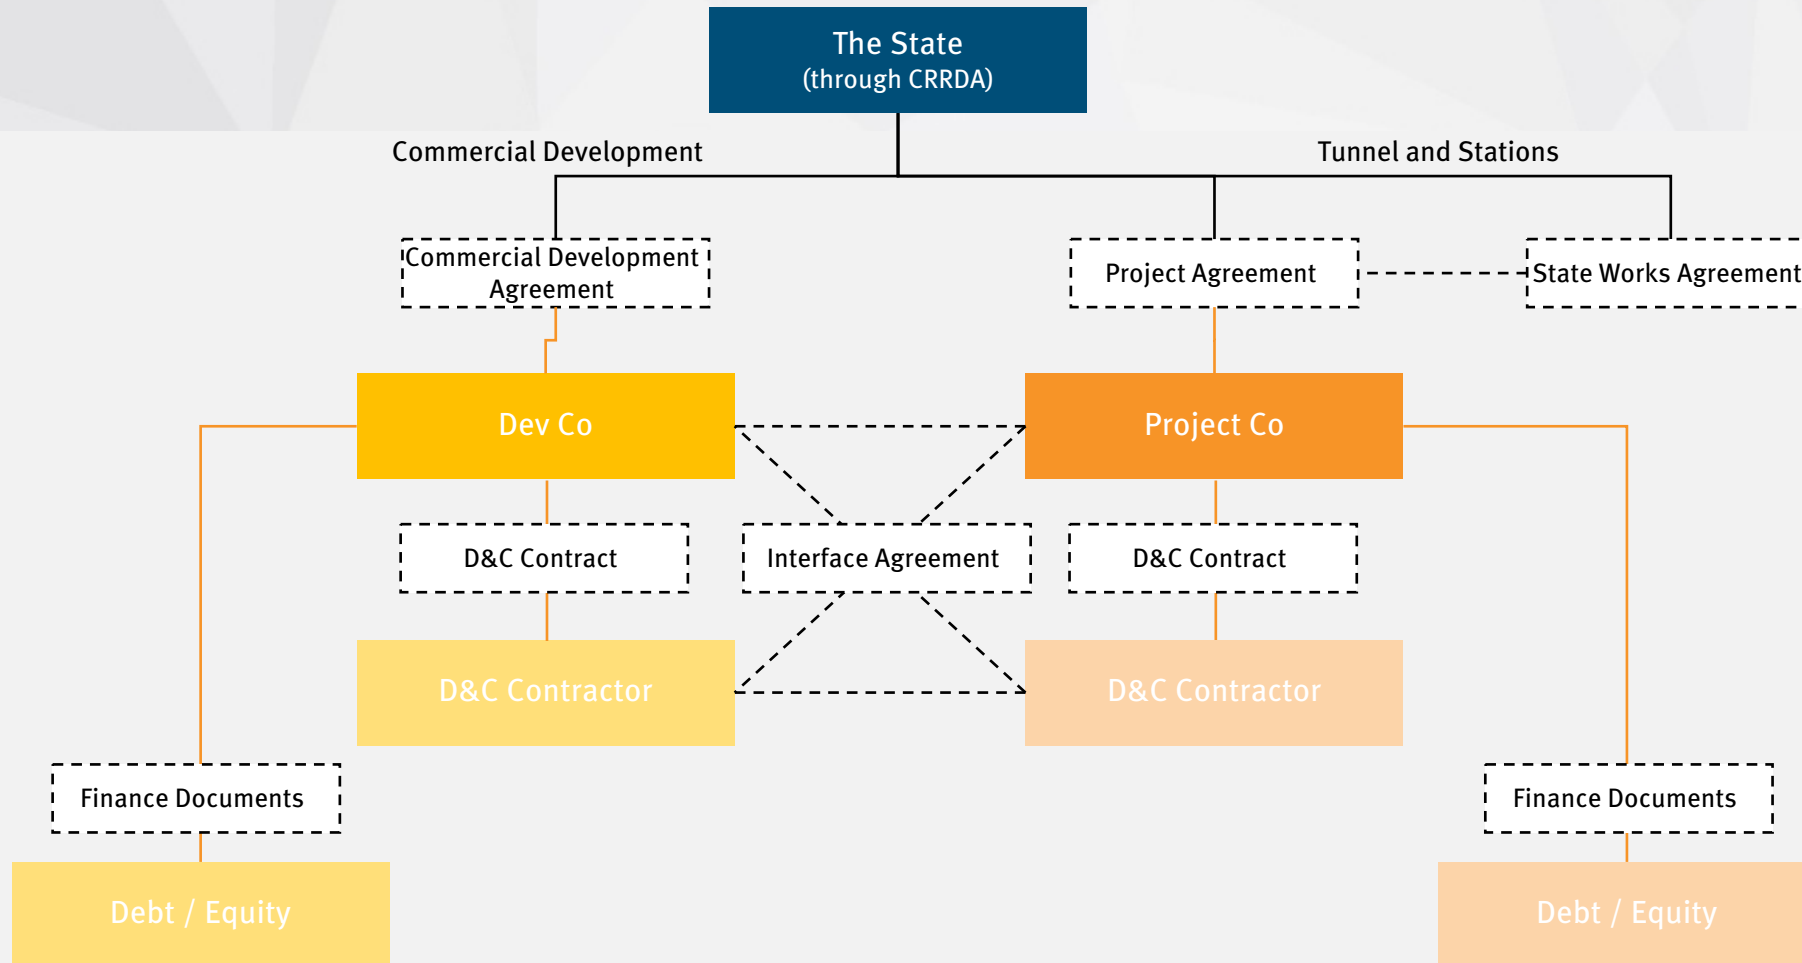 The State
(through CRRDA)
Commercial Development
Tunnel and Stations
Commercial Development
Agreement
Project Agreement
State Works Agreement
Dev Co
Project Co
D&C Contract
Interface Agreement
D&C Contract
D&C Contractor
D&C Contractor
Finance Documents
Finance Documents
Debt / Equity
Debt / Equity